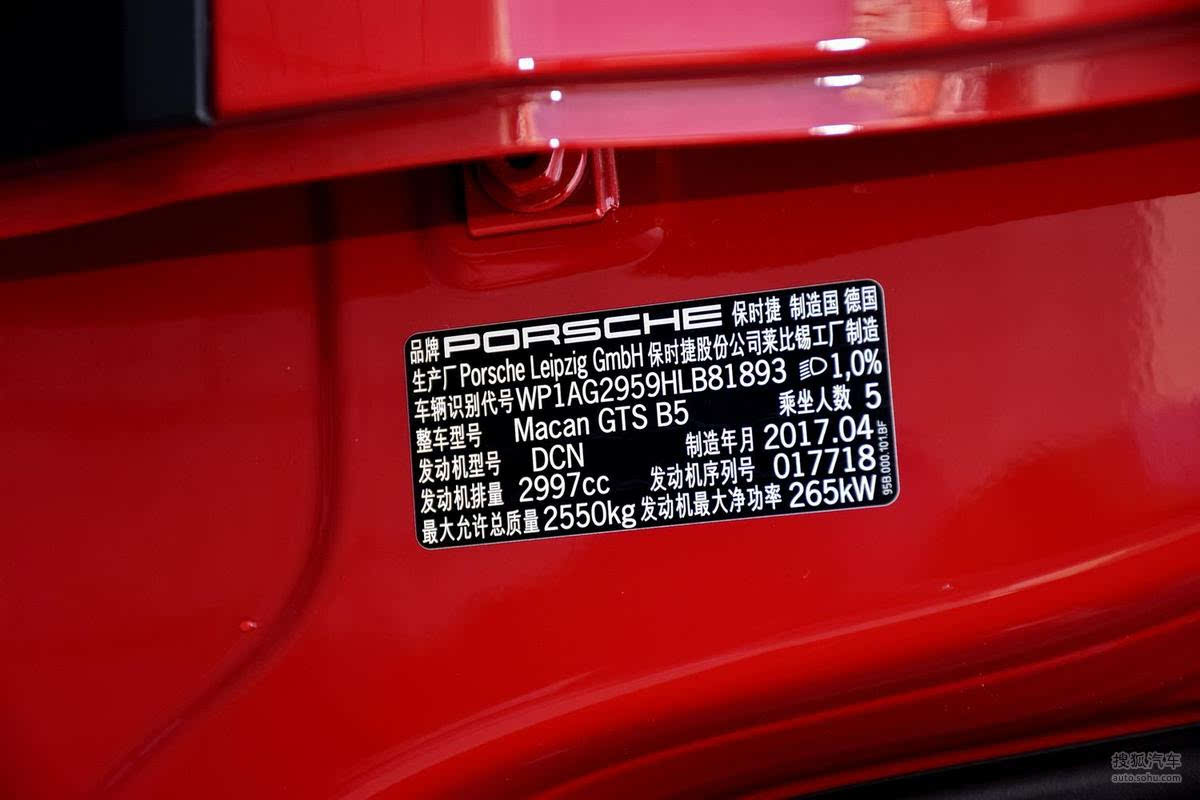 品牌 PORSCHE 保时捷 制造国 德国
生产厂 Porsche Leipzig GmbH 保时捷股份公司莱比锡工厂制造
车辆识别代号 WP1AG2959HLB81893 1,0%
整车型号 Macan GTS B5 乘坐人数 5
发动机型号 DCN 制造年月 2017.04
发动机排量 2997cc 发动机序列号 017718
最大允许总质量 2550kg 发动机最大净功率 265kW
95B.000.101.BF
搜狐汽车
auto.sohu.com